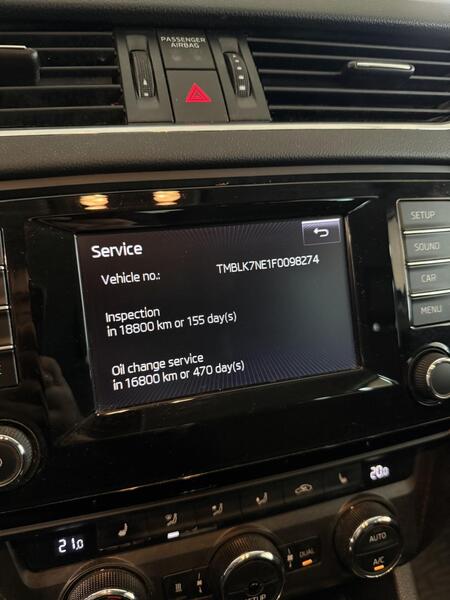 PASSENGER
AIRBAG
Service
Vehicle no.: TMBLK7NE1F0098274
Inspection
in 18800 km or 155 day(s)
Oil change service
in 16800 km or 470 day(s)
SETUP
SOUND
CAR
MENU
21.0
20.0
DUAL
AUTO
A/C
SETUP